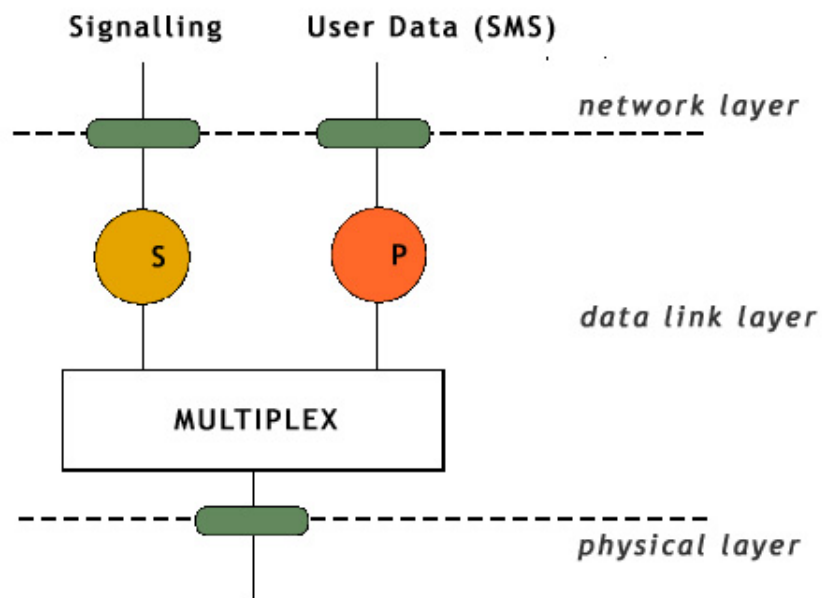 Signalling
User Data (SMS)
network layer
S
P
data link layer
MULTIPLEX
physical layer